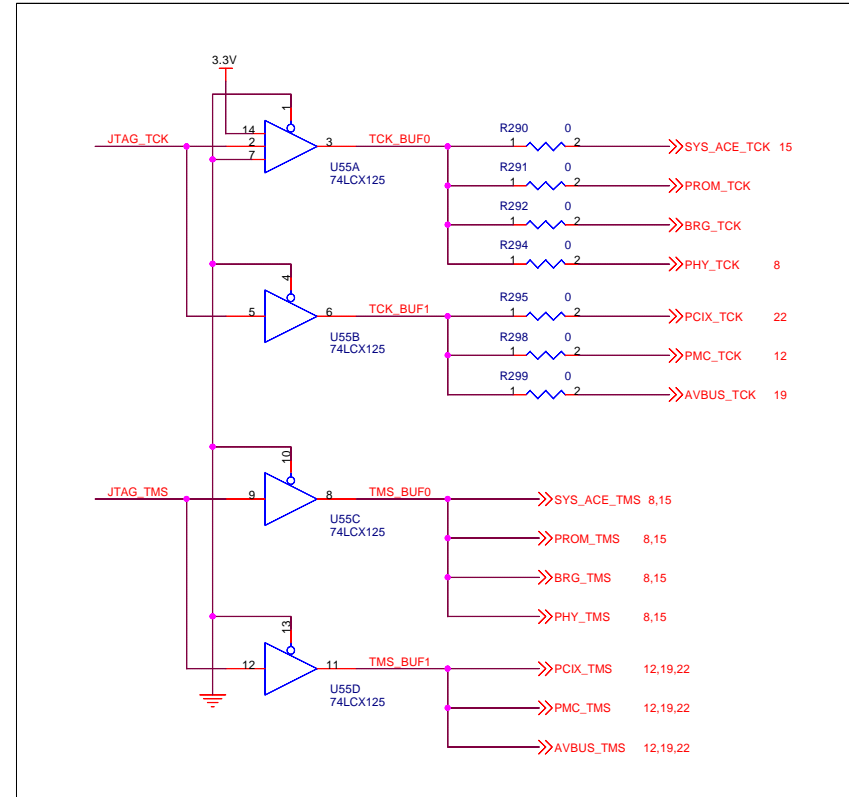 3.3V
1
14
JTAG_TCK 2 3 TCK_BUF0
7
U55A
74LCX125
R290 0
1 2 SYS_ACE_TCK 15
R291 0
1 2 PROM_TCK
R292 0
1 2 BRG_TCK
R294 0
1 2 PHY_TCK 8
4
5 6 TCK_BUF1
U55B
74LCX125
R295 0
1 2 PCIX_TCK 22
R298 0
1 2 PMC_TCK 12
R299 0
1 2 AVBUS_TCK 19
10
JTAG_TMS 9 8 TMS_BUF0
U55C
74LCX125
SYS_ACE_TMS 8,15
PROM_TMS 8,15
BRG_TMS 8,15
PHY_TMS 8,15
13
12 11 TMS_BUF1
U55D
74LCX125
PCIX_TMS 12,19,22
PMC_TMS 12,19,22
AVBUS_TMS 12,19,22